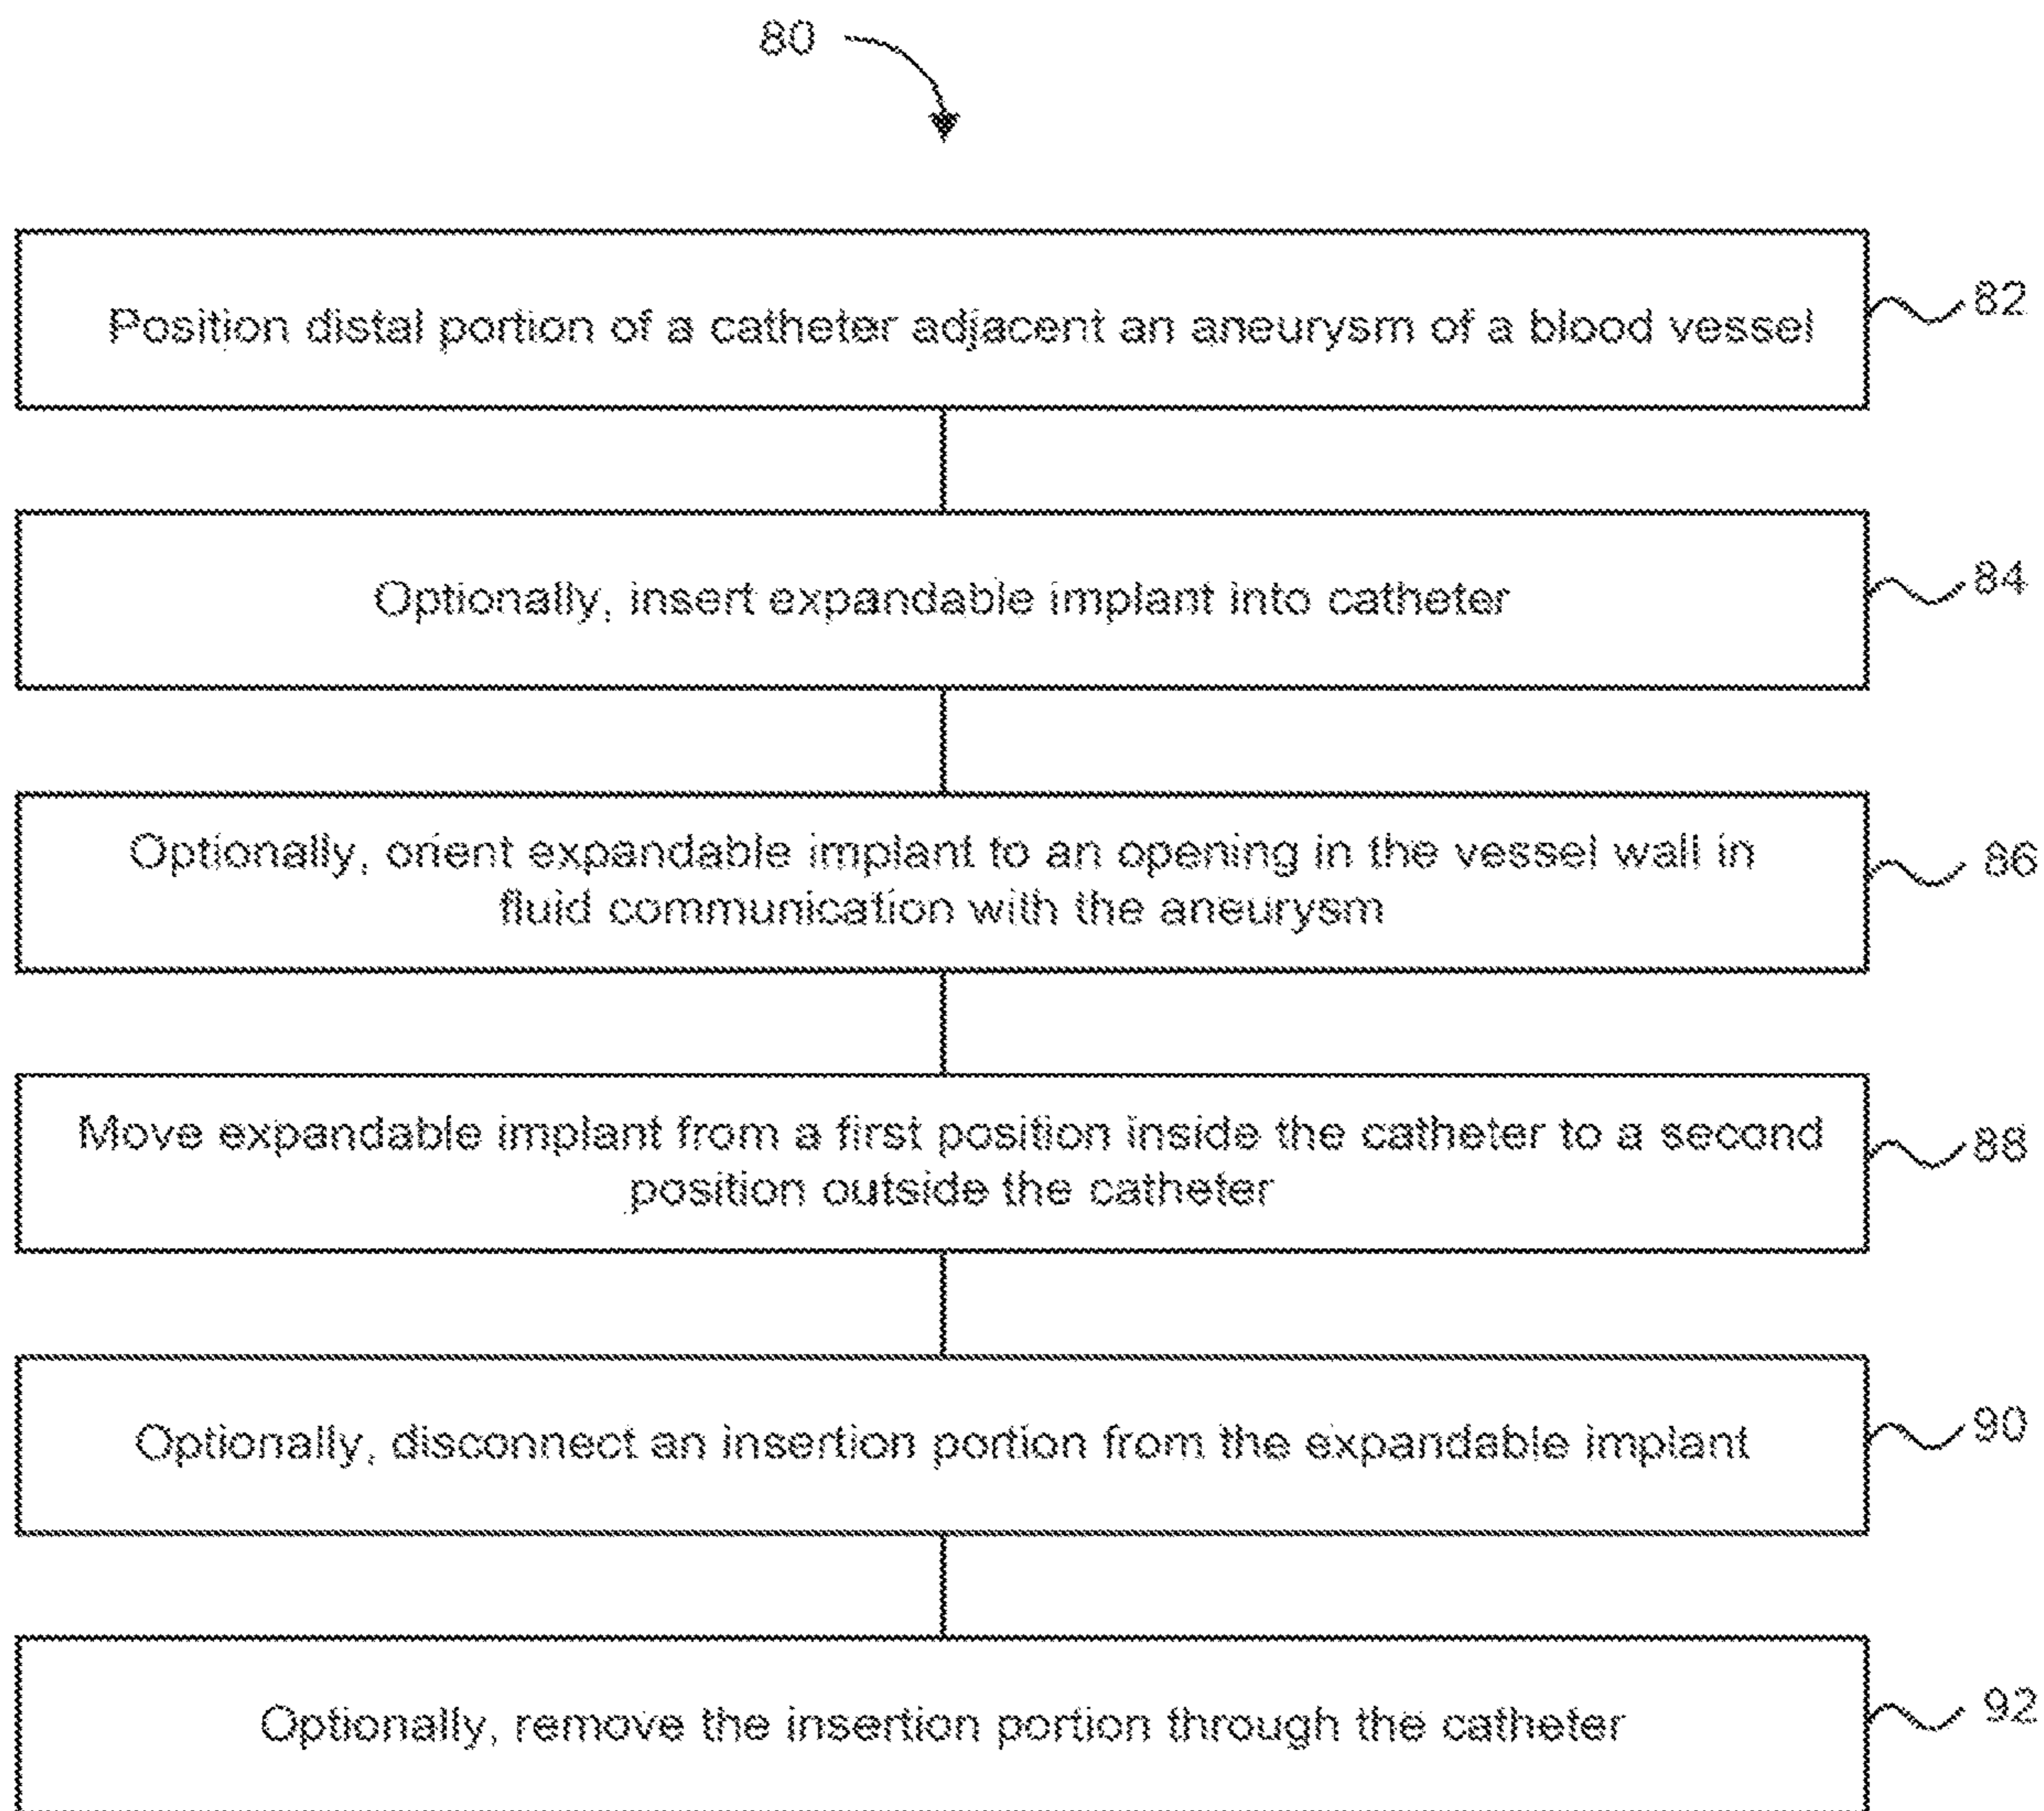 80
Position distal portion of a catheter adjacent an aneurysm of a blood vessel
82
Optionally, insert expandable implant into catheter
84
Optionally, orient expandable implant to an opening in the vessel wall in
fluid communication with the aneurysm
86
Move expandable implant from a first position inside the catheter to a second
position outside the catheter
88
Optionally, disconnect an insertion portion from the expandable implant
90
Optionally, remove the insertion portion through the catheter
92